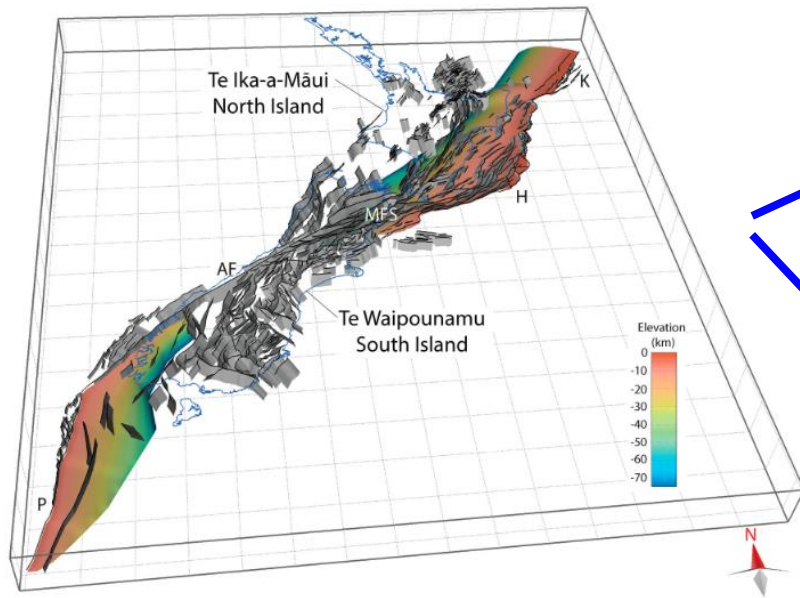 Te Ika-a-Māui
North Island
K
H
MFS
AF
Te Waipounamu
South Island
Elevation
(km)
0
-10
-20
-30
-40
-50
-60
-70
P
N